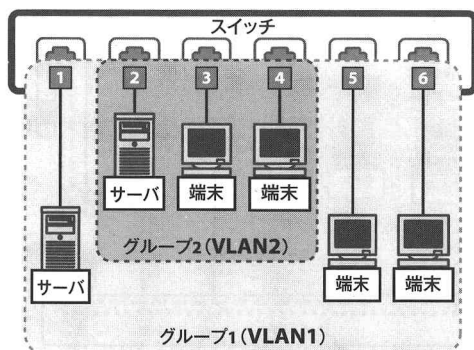 スイッチ
1 2 3 4 5 6
サーバ 端末 端末
グループ2(VLAN2)
サーバ 端末 端末
グループ1(VLAN1)